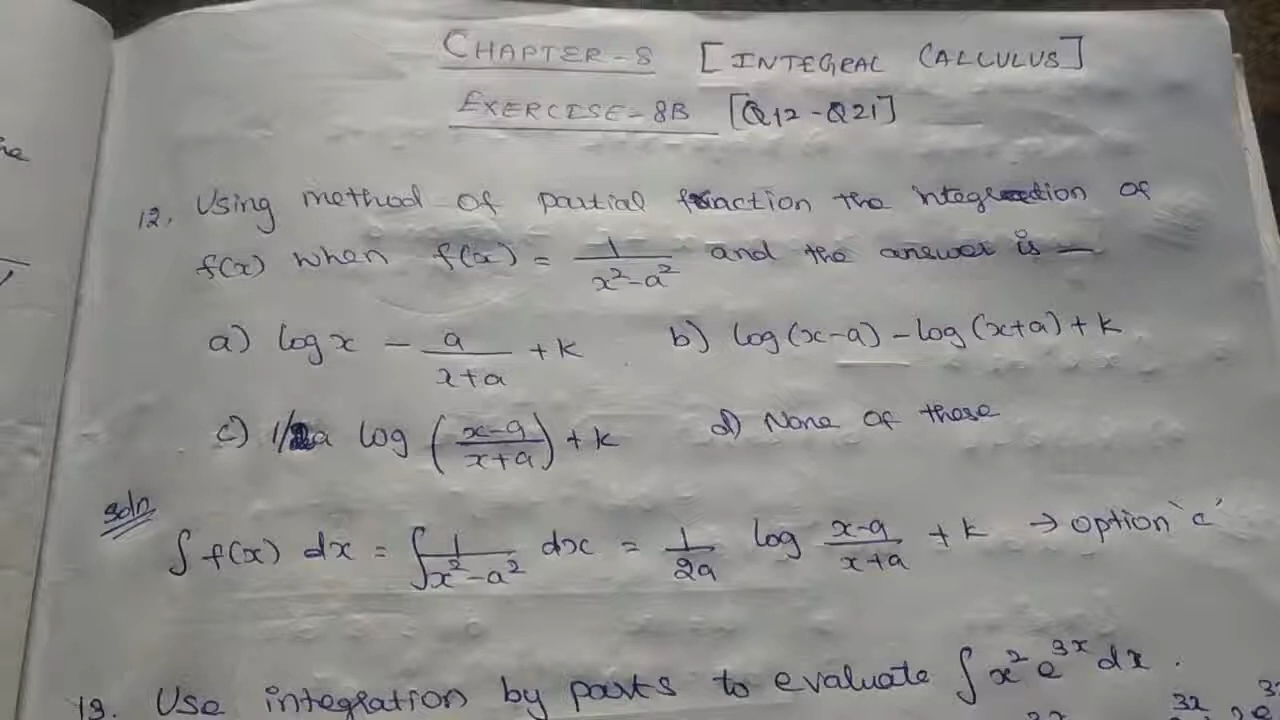 CHAPTER-8 [INTEGRAL CALCULUS]
EXERCISE-8B [Q12-Q21]
12. Using method of partial fraction the integration of
f(x) when f(x) = 1/(x²-a²) and the answer is —
a) log x - a/(x+a) + k b) log(x-a) - log(x+a) + k
c) 1/2a log ((x-a)/(x+a)) + k d) None of these
Soln
∫ f(x) dx = ∫ 1/(x²-a²) dx = 1/2a log (x-a)/(x+a) + k → option 'c'
13. Use integration by parts to evaluate ∫ x² e^3x dx.